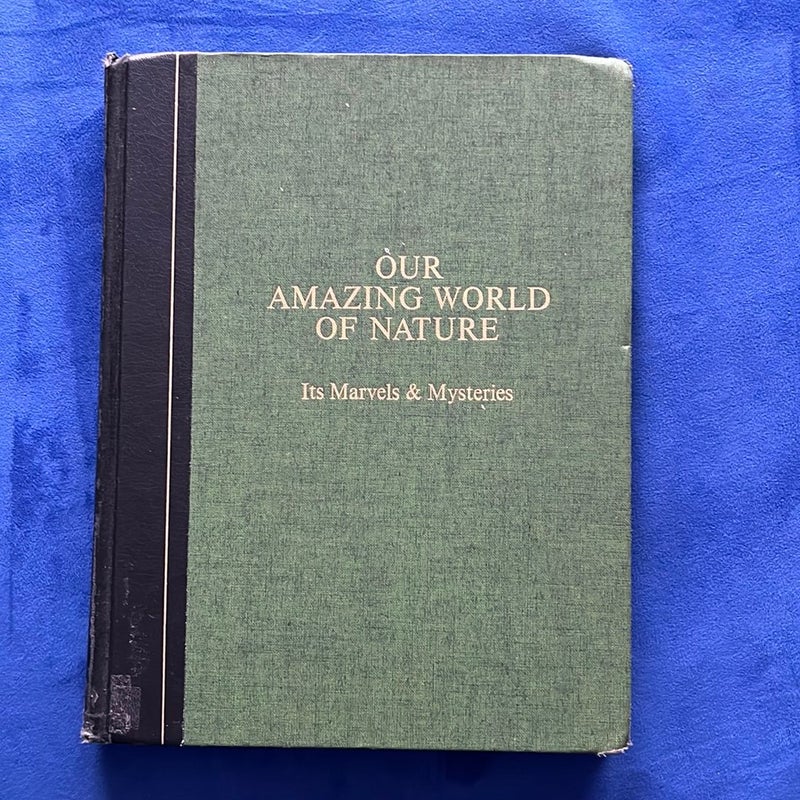 OUR
AMAZING WORLD
OF NATURE
Its Marvels & Mysteries